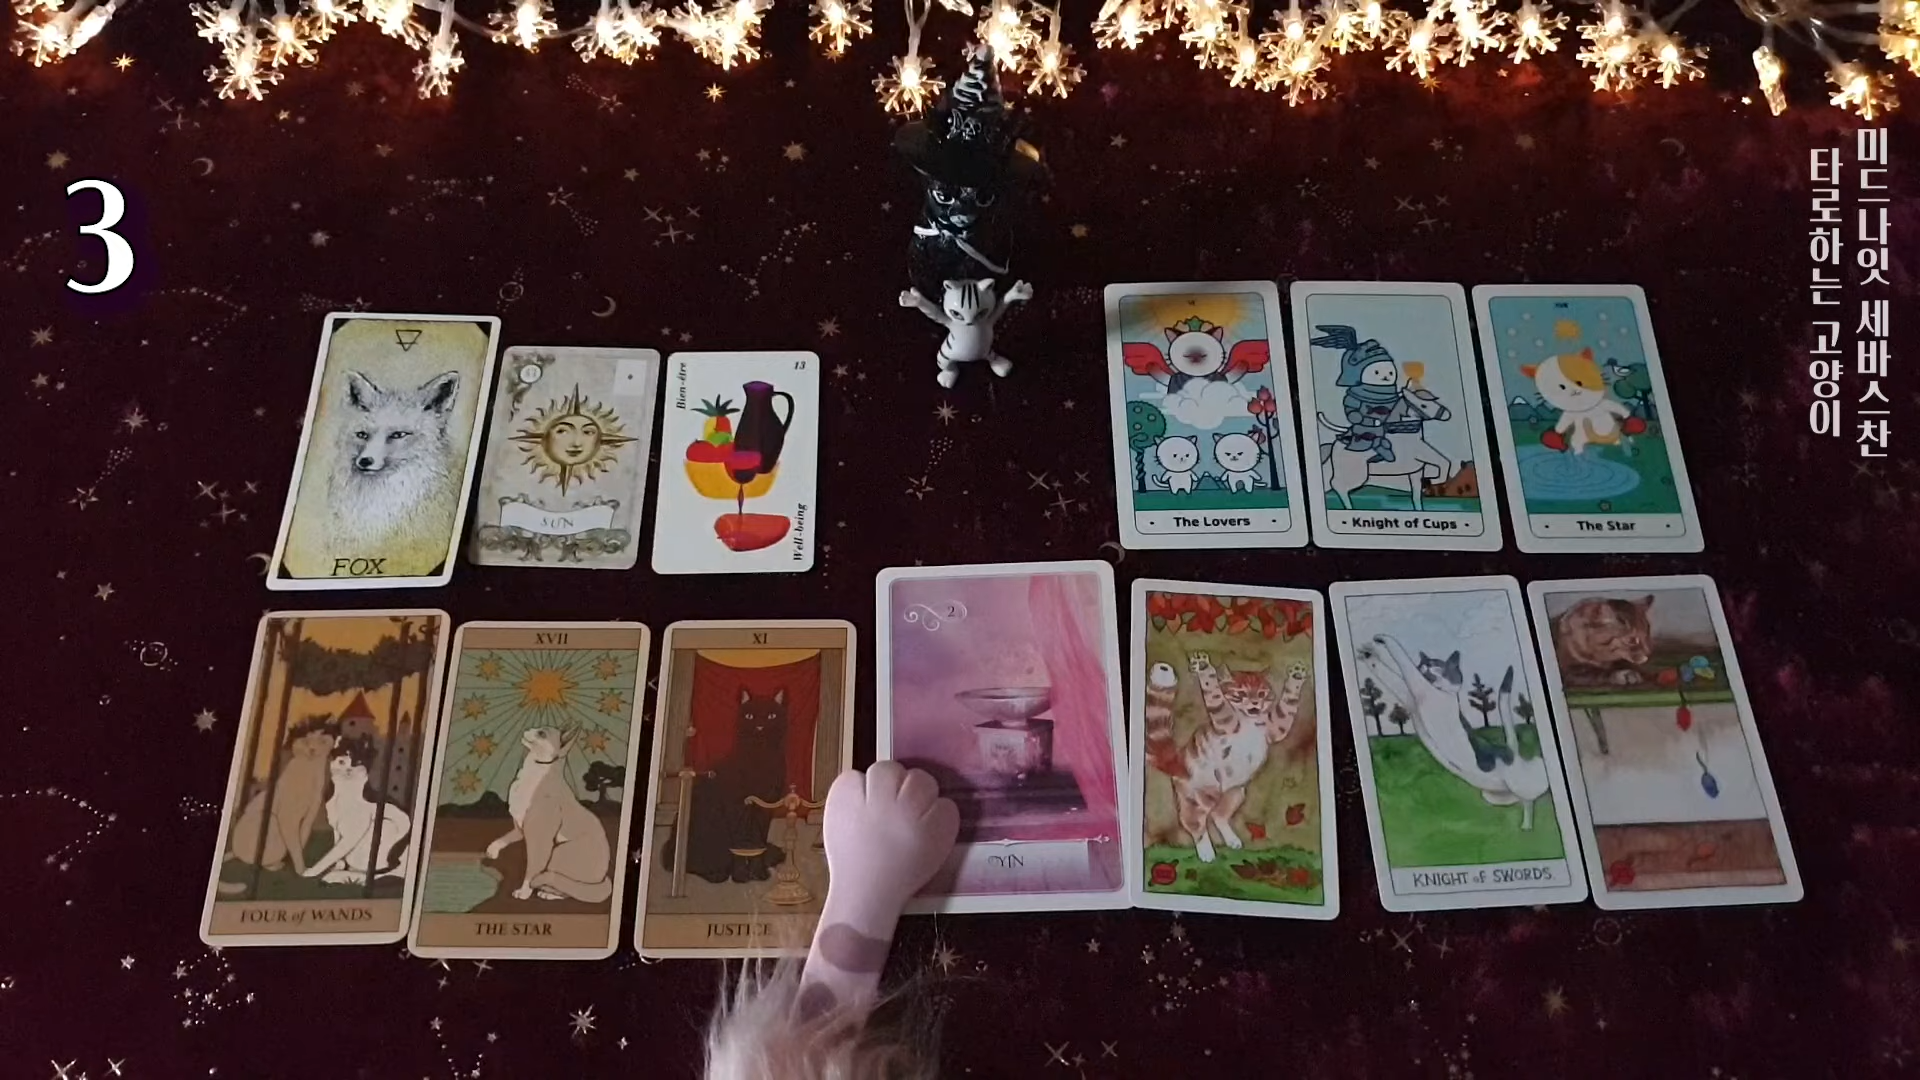 3
미드나잇 세바스찬
타로하는 고양이
FOX
SUN
13
Bien-être
Well-being
VI
The Lovers
Knight of Cups
The Star
FOUR of WANDS
XVII
THE STAR
XI
JUSTICE
2
YIN
KNIGHT OF SWORDS.